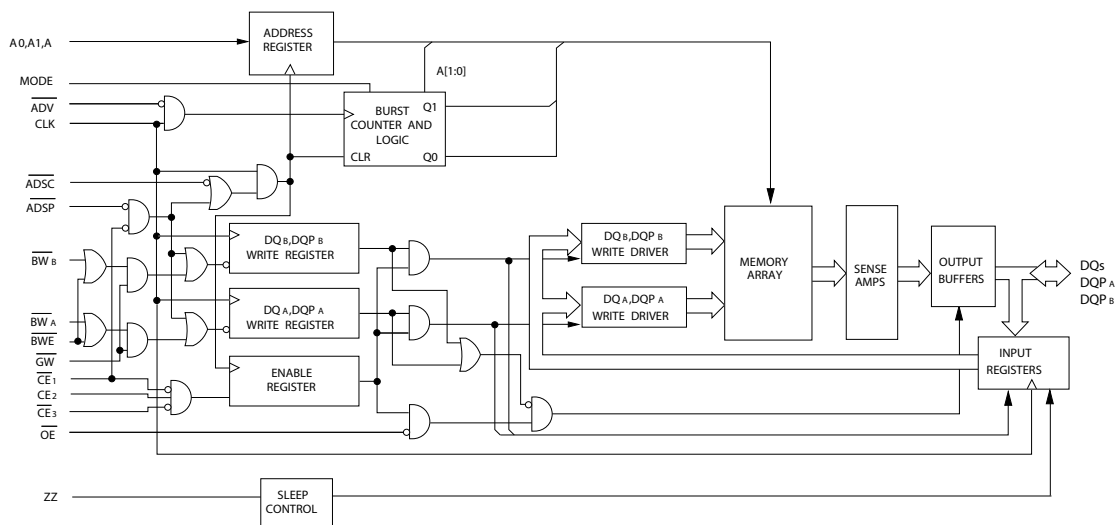 A0,A1,A
ADDRESS
REGISTER
MODE
A[1:0]
ADV
CLK
BURST
COUNTER AND
LOGIC
Q1
CLR
Q0
ADSC
ADSP
DQ B,DQP B
WRITE REGISTER
DQ B,DQP B
WRITE DRIVER
MEMORY
ARRAY
SENSE
AMPS
OUTPUT
BUFFERS
DQs
DQP A
DQP B
BW B
DQ A,DQP A
WRITE REGISTER
DQ A,DQP A
WRITE DRIVER
BW A
BWE
GW
CE1
CE2
CE3
ENABLE
REGISTER
INPUT
REGISTERS
OE
ZZ
SLEEP
CONTROL